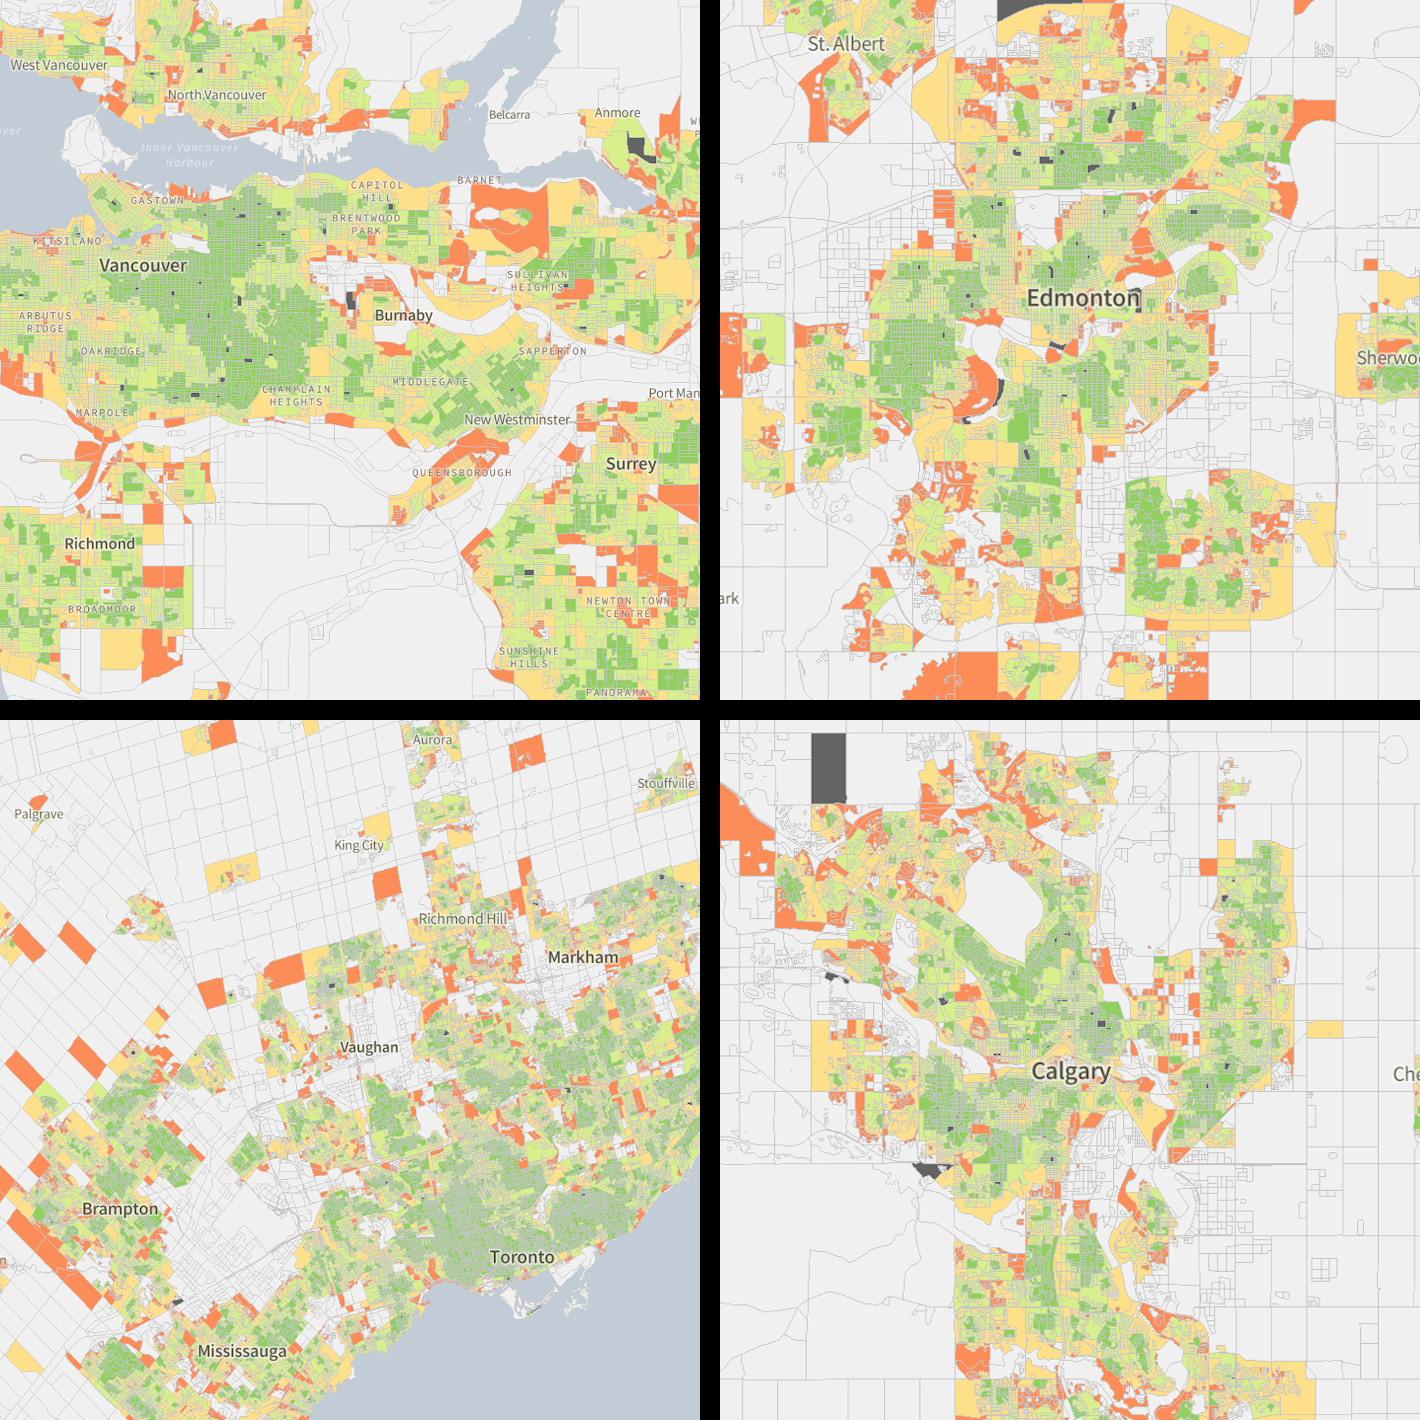 West Vancouver
North Vancouver
Belcarra
Anmore
Inner Vancouver
Harbour
BARNET
CAPITOL
HILL
GASTOWN
BRENTWOOD
PARK
KITSILANO
Vancouver
SULLIVAN
HEIGHTS
ARBUTUS
RIDGE
Burnaby
OAKRIDGE
SAPPERTON
MIDDLEGATE
CHAMPLAIN
HEIGHTS
Port Man
MARPOLE
New Westminster
Surrey
QUEENSBOROUGH
Richmond
BROADMOOR
NEWTON TOWN
CENTRE
SUNSHINE
HILLS
PANORAMA
St. Albert
Edmonton
Sherwo
ark
Aurora
Stouffville
Palgrave
King City
Richmond Hill
Markham
Vaughan
Brampton
Toronto
Mississauga
Calgary
Che